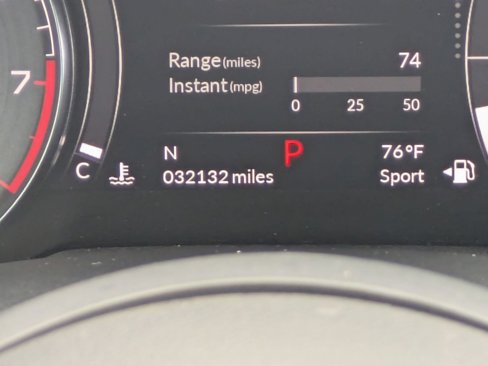 Range (miles) 74
Instant (mpg)
0 25 50
7
N P 76°F
C 032132 miles Sport